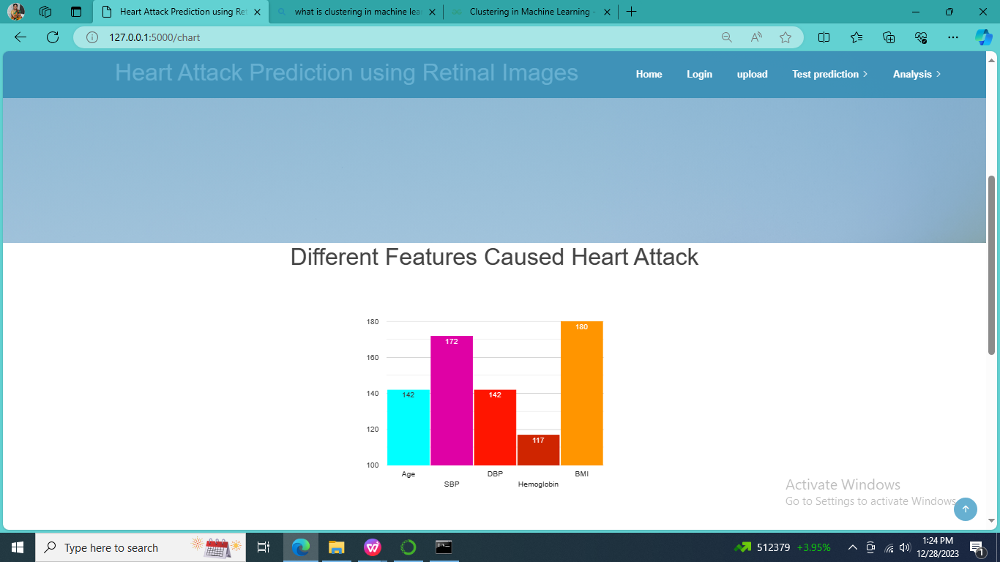 Heart Attack Prediction using Ret
what is clustering in machine lear
Clustering in Machine Learning -
127.0.0.1:5000/chart
Heart Attack Prediction using Retinal Images
Home
Login
upload
Test prediction
Analysis
Different Features Caused Heart Attack
180
160
140
120
100
142
172
142
117
180
Age
SBP
DBP
Hemoglobin
BMI
Activate Windows
Go to Settings to activate Windows.
Type here to search
512379 +3.95%
1:24 PM
12/28/2023
1